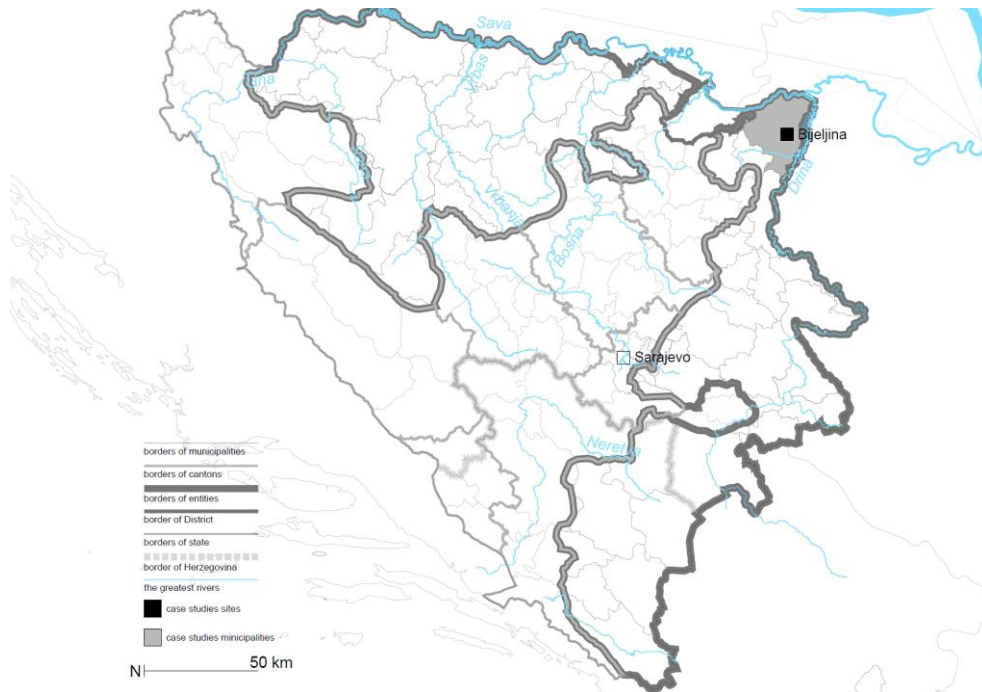 Sava
Una
Vrbas
Bijeljina
Drina
Vrbanja
Bosna
Sarajevo
Neretva
borders of municipalities
borders of cantons
borders of entities
border of District
borders of state
border of Herzegovina
the greatest rivers
case studies sites
case studies minicipalities
N
50 km